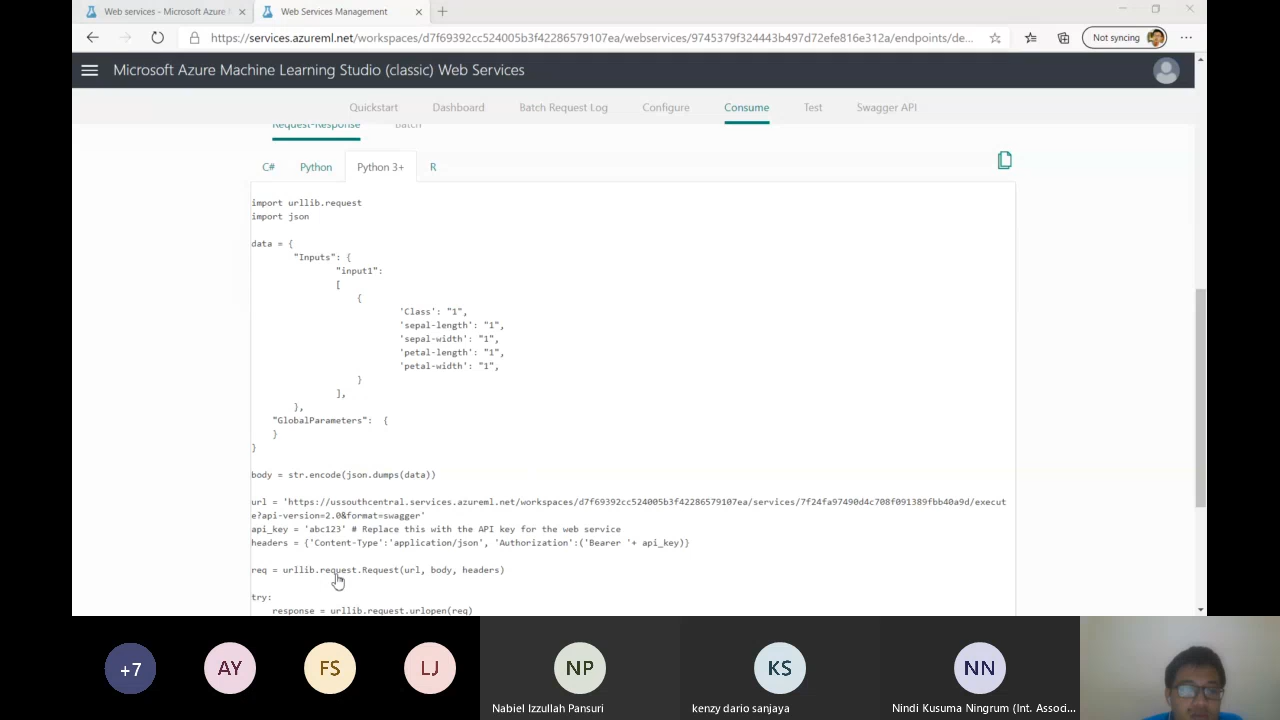 Web services - Microsoft Azure
Web Services Management
Not syncing
https://services.azureml.net/workspaces/d7f69392cc524005b3f42286579107ea/webservices/9745379f324443b497d72efe816e312a/endpoints/de...
Microsoft Azure Machine Learning Studio (classic) Web Services
Quickstart
Dashboard
Batch Request Log
Configure
Consume
Test
Swagger API
Request-Response
Batch
C#
Python
Python 3+
R
import urllib.request
import json
data = {
"Inputs": {
"input1":
[
{
'Class': "1",
'sepal-length': "1",
'sepal-width': "1",
'petal-length': "1",
'petal-width': "1",
}
],
},
"GlobalParameters":  {
}
}
body = str.encode(json.dumps(data))
url = 'https://ussouthcentral.services.azureml.net/workspaces/d7f69392cc524005b3f42286579107ea/services/7f24fa97490d4c708f091389fbb40a9d/execut
e?api-version=2.0&format=swagger'
api_key = 'abc123' # Replace this with the API key for the web service
headers = {'Content-Type':'application/json', 'Authorization':('Bearer '+ api_key)}
req = urllib.request.Request(url, body, headers)
try:
response = urllib.request.urlopen(req)
+7
AY
FS
LJ
NP
KS
NN
Nabiel Izzullah Pansuri
kenzy dario sanjaya
Nindi Kusuma Ningrum (Int. Associ...